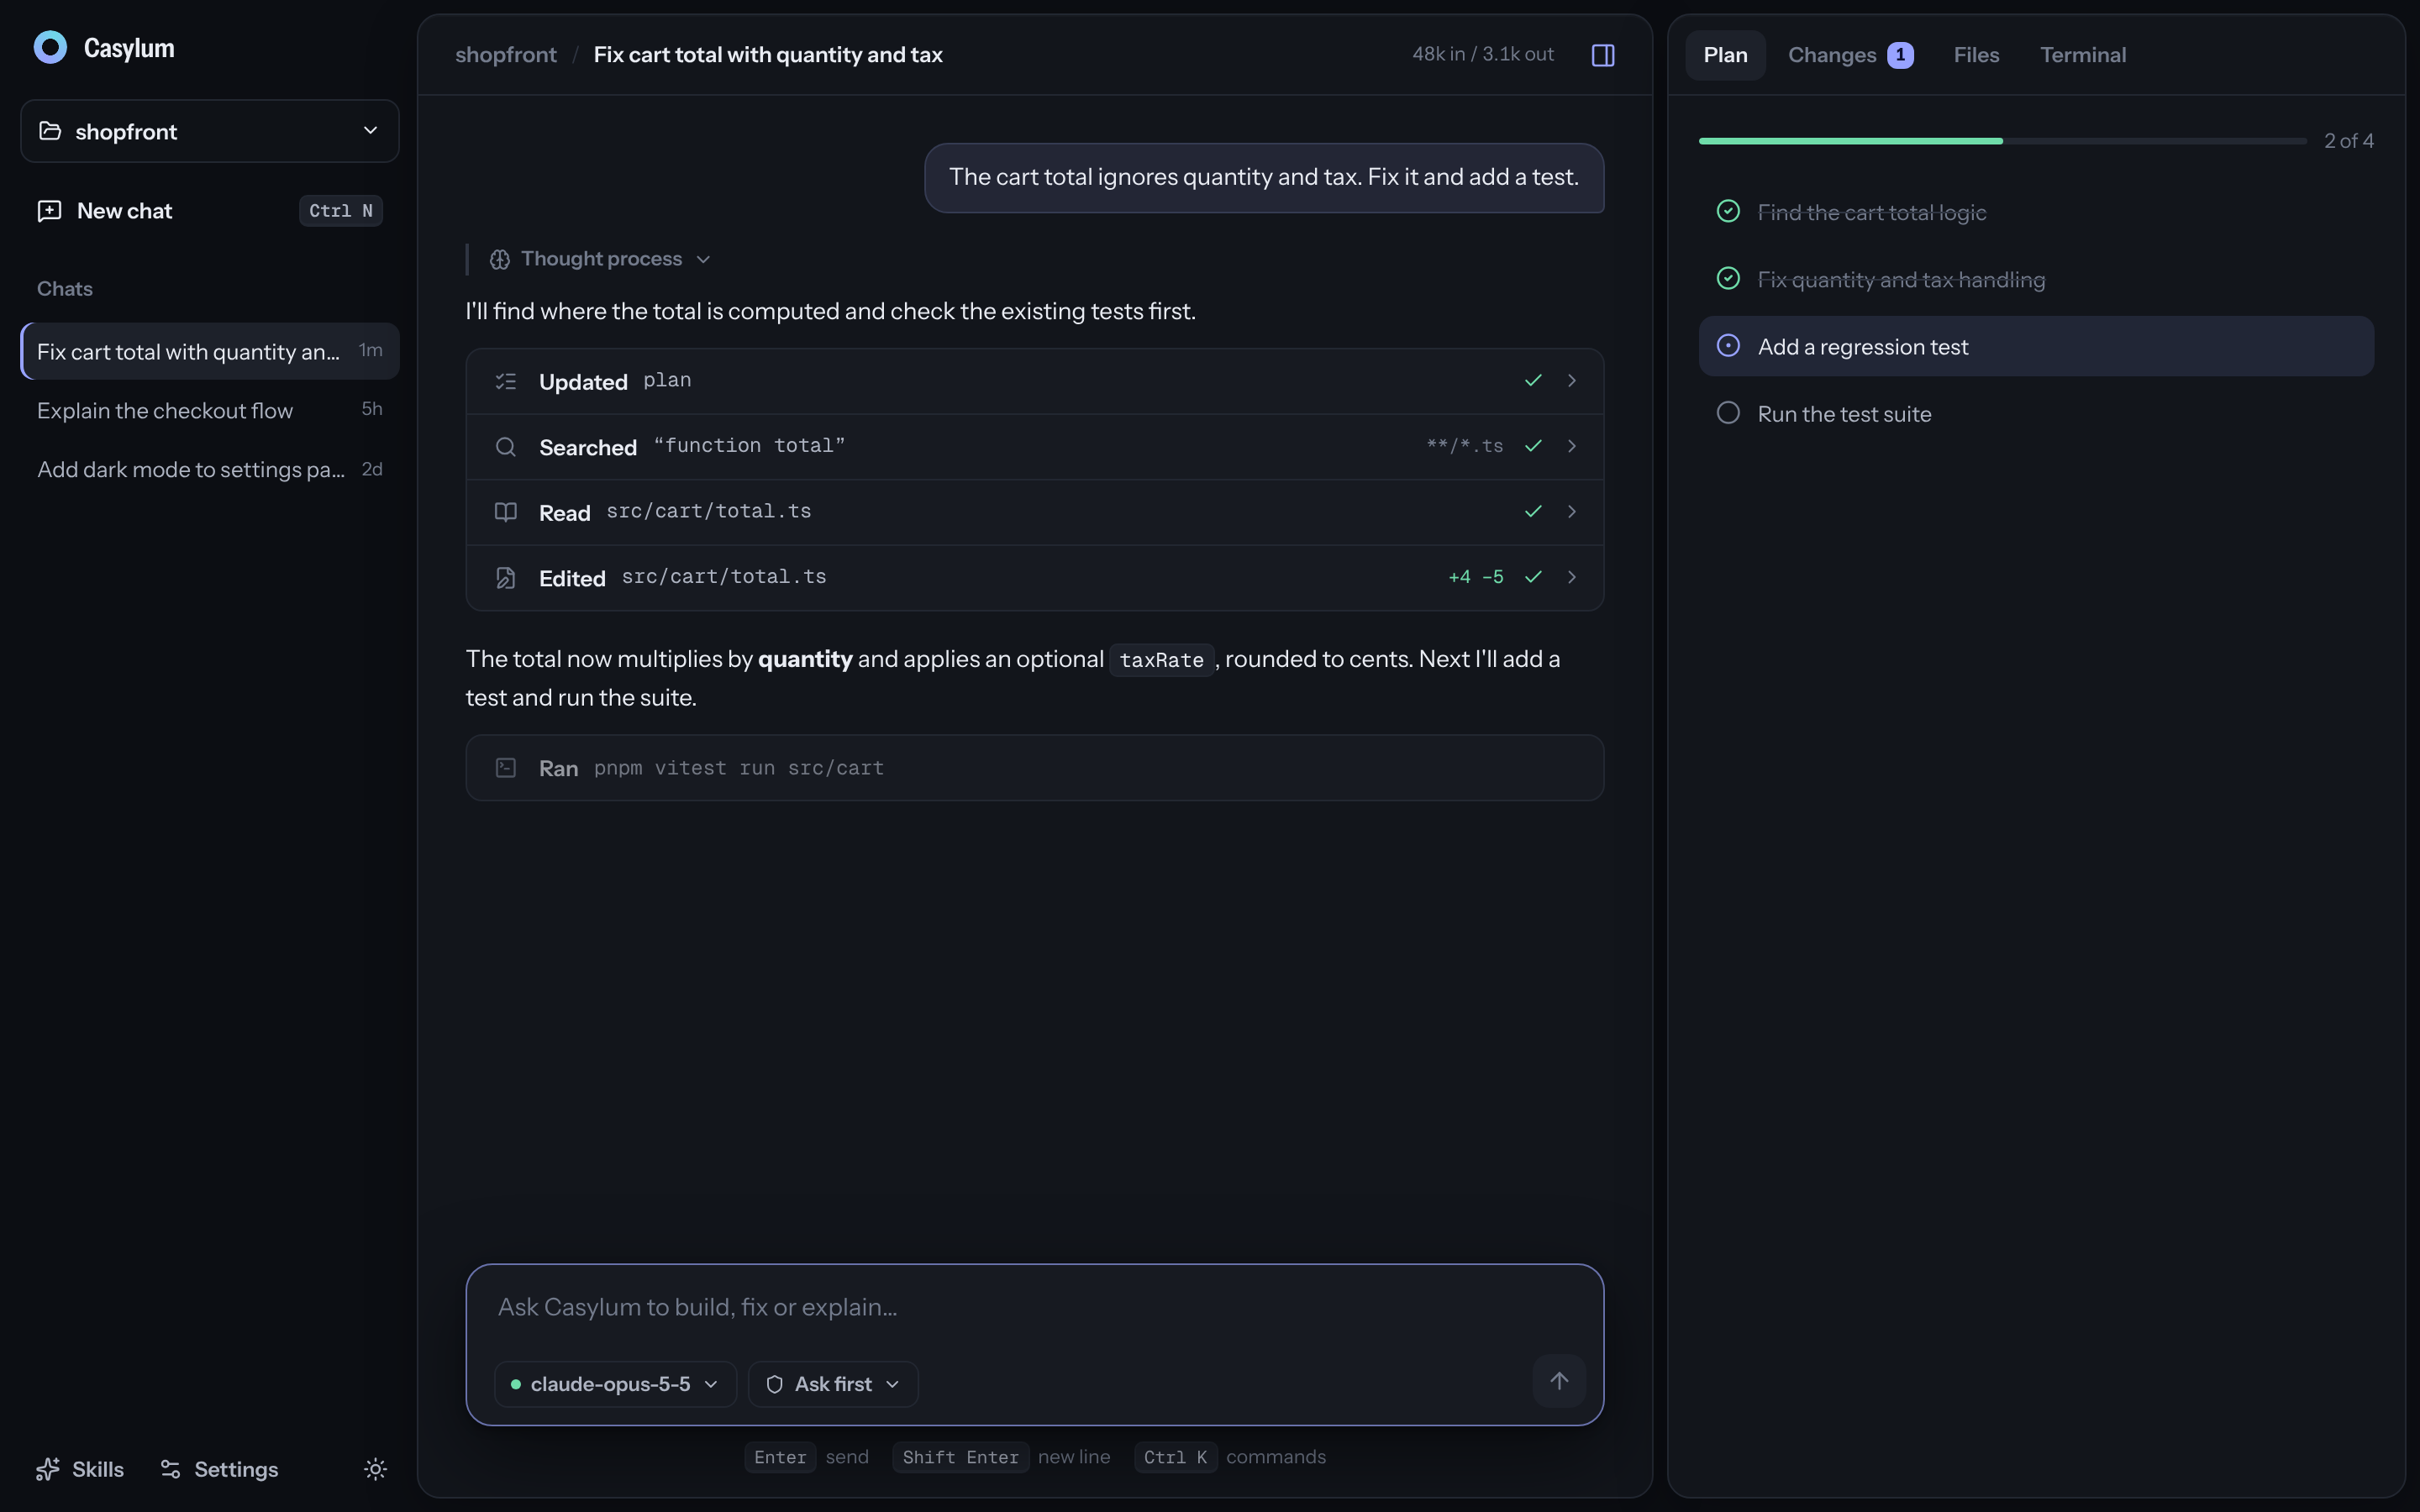 Casylum
shopfront
New chat
Ctrl N
Chats
Fix cart total with quantity an...
1m
Explain the checkout flow
5h
Add dark mode to settings pa...
2d
Skills
Settings
shopfront / Fix cart total with quantity and tax
48k in / 3.1k out
The cart total ignores quantity and tax. Fix it and add a test.
Thought process
I'll find where the total is computed and check the existing tests first.
Updated plan
Searched “function total” **/*.ts
Read src/cart/total.ts
Edited src/cart/total.ts +4 −5
The total now multiplies by quantity and applies an optional taxRate, rounded to cents. Next I'll add a
test and run the suite.
Ran pnpm vitest run src/cart
Ask Casylum to build, fix or explain...
claude-opus-5-5
Ask first
Enter send Shift Enter new line Ctrl K commands
Plan
Changes 1
Files
Terminal
2 of 4
Find the cart total logic
Fix quantity and tax handling
Add a regression test
Run the test suite